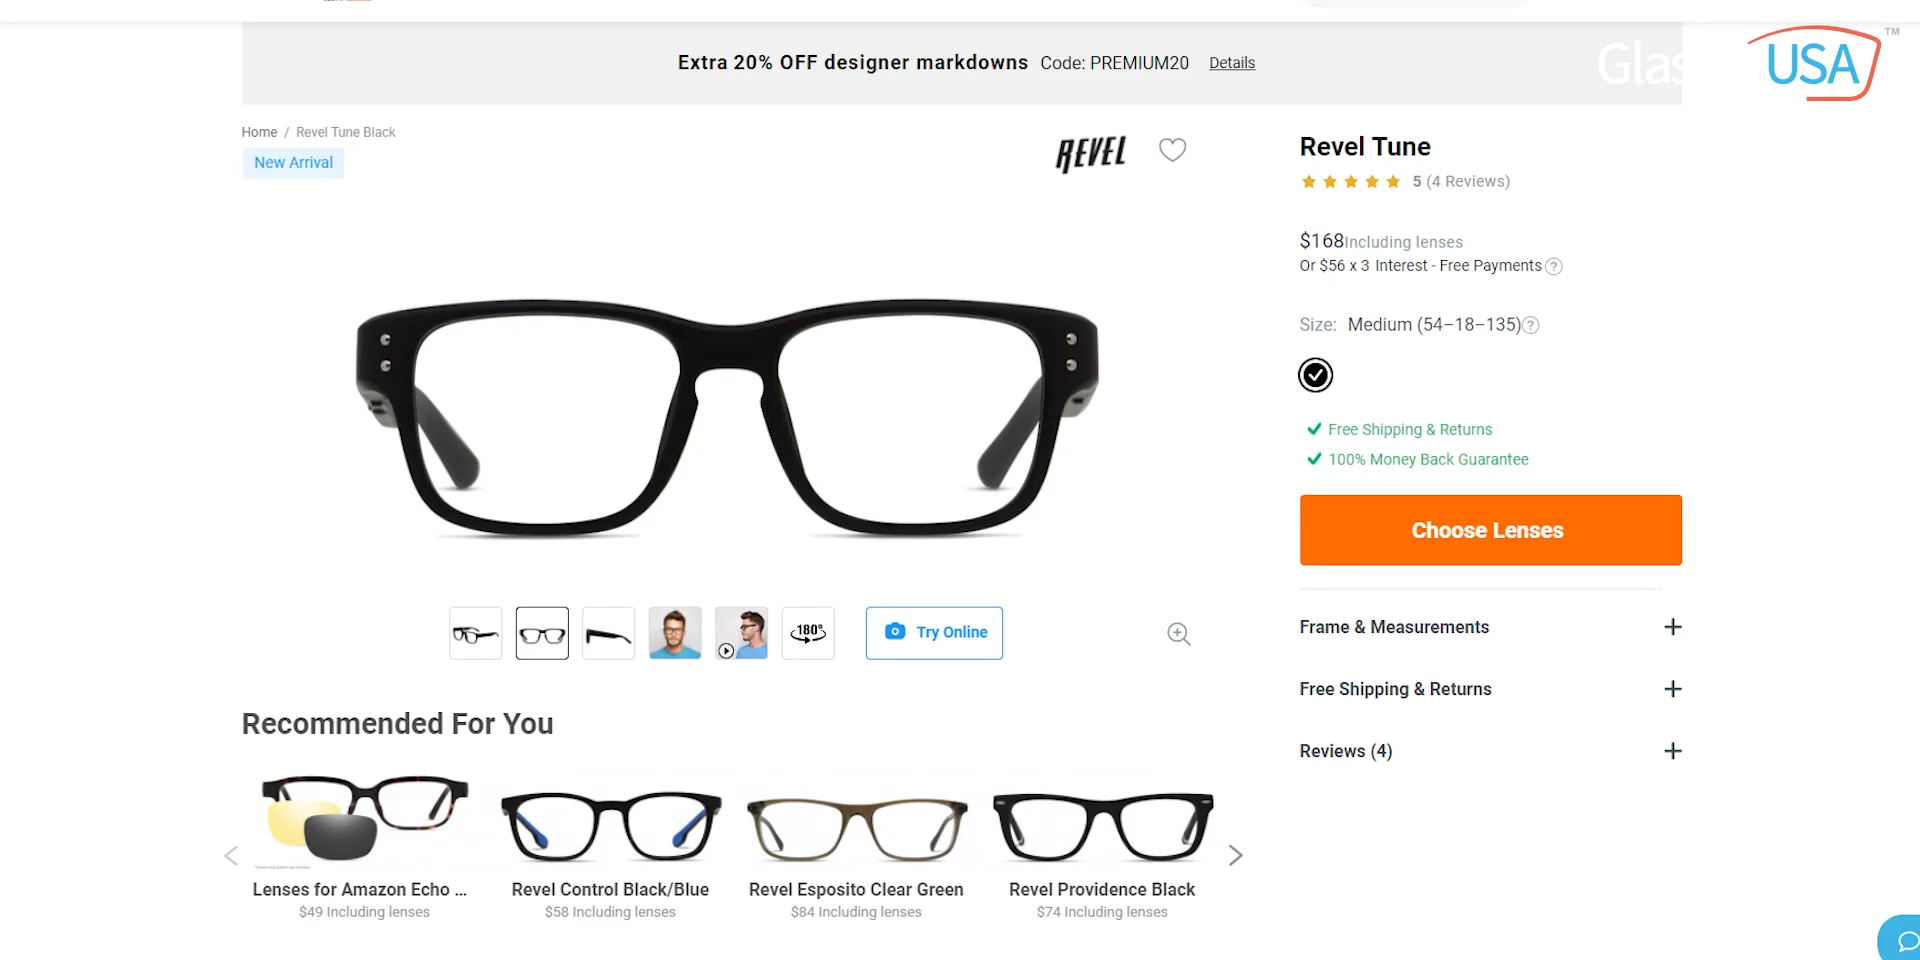 Extra 20% OFF designer markdowns Code: PREMIUM20 Details
Glas
USA™
Home / Revel Tune Black
New Arrival
REVEL
Revel Tune
5 (4 Reviews)
$168Including lenses
Or $56 x 3 Interest - Free Payments ?
Size: Medium (54–18–135) ?
Free Shipping & Returns
100% Money Back Guarantee
Choose Lenses
180°
Try Online
Frame & Measurements
Free Shipping & Returns
Reviews (4)
Recommended For You
Lenses for Amazon Echo ...
$49 Including lenses
Revel Control Black/Blue
$58 Including lenses
Revel Esposito Clear Green
$84 Including lenses
Revel Providence Black
$74 Including lenses